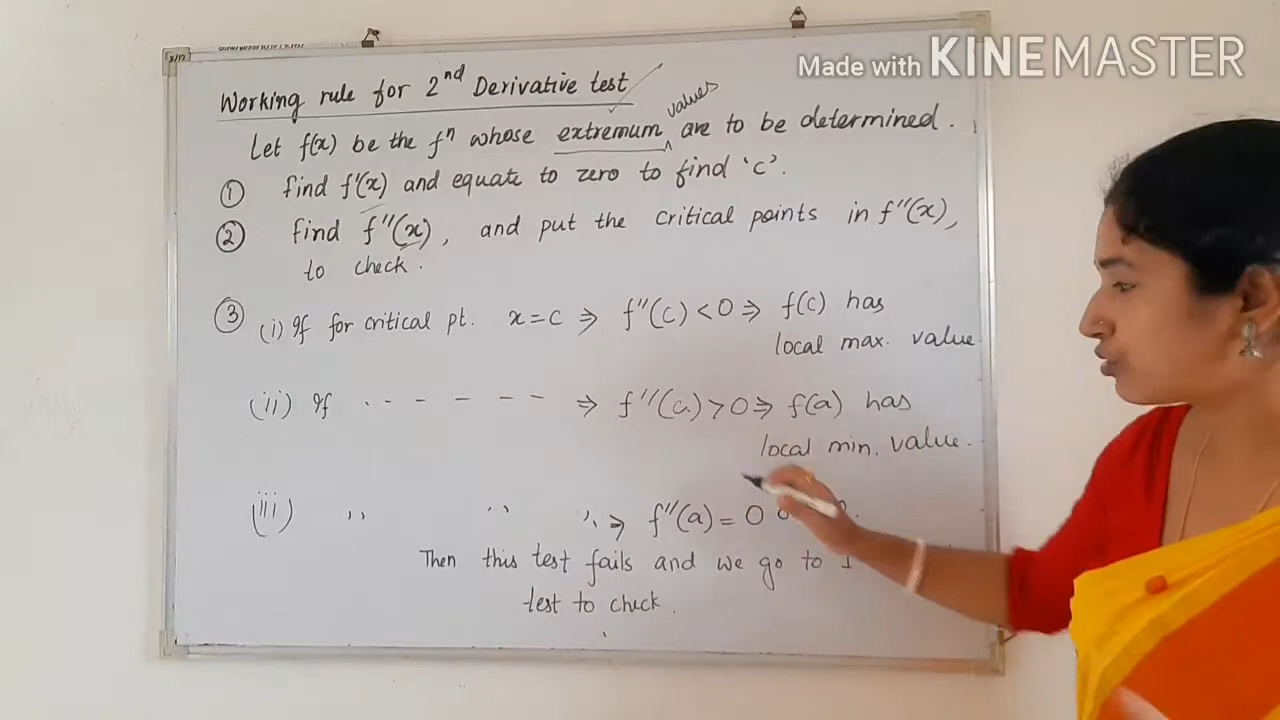 Made with KINEMASTER
Working rule for 2nd Derivative test
Let f(x) be the fⁿ whose extremum ^values are to be determined.
① find f'(x) and equate to zero to find 'c'.
② find f''(x), and put the critical points in f''(x),
to check.
③ (i) If for critical pt. x=c ⇒ f''(c) < 0 ⇒ f(c) has
local max. value.
(ii) If - - - - - - ⇒ f''(a) > 0 ⇒ f(a) has
local min. value.
(iii) ,, ,, ,, ⇒ f''(a) = 0
Then this test fails and we go to
test to check.